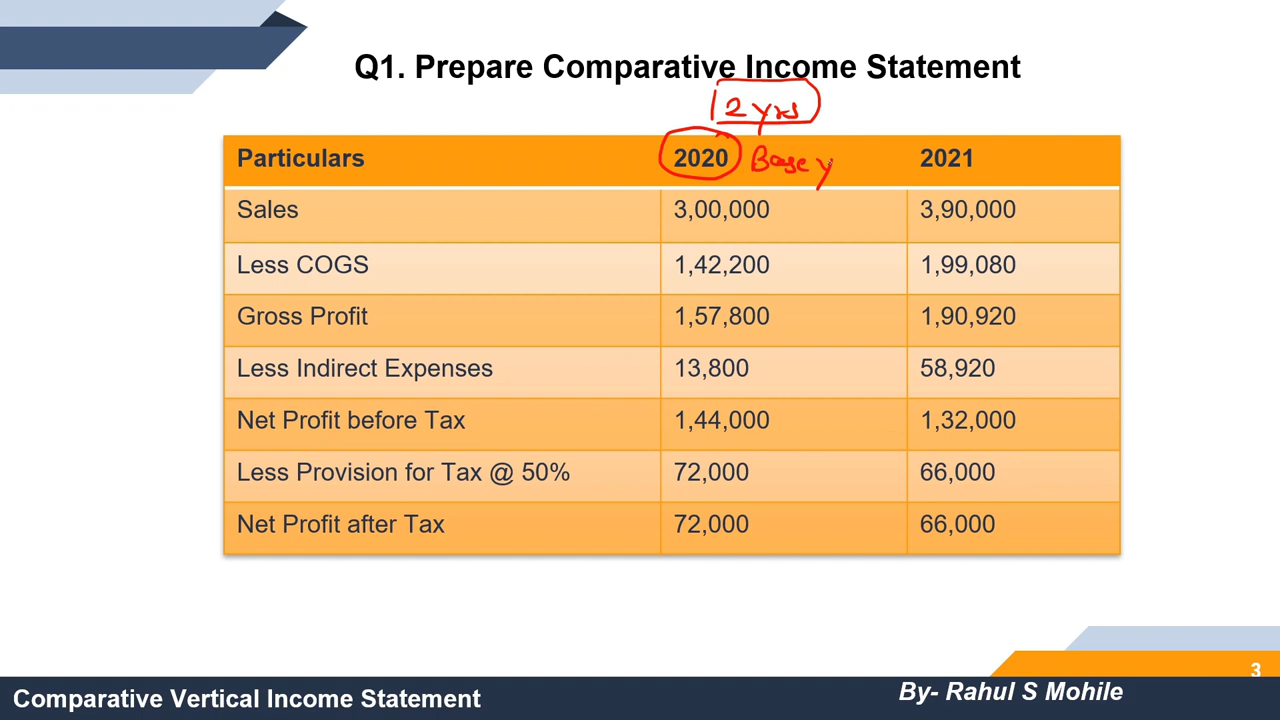 Q1. Prepare Comparative Income Statement
2 yrs
Particulars 2020 Base y 2021
Sales 3,00,000 3,90,000
Less COGS 1,42,200 1,99,080
Gross Profit 1,57,800 1,90,920
Less Indirect Expenses 13,800 58,920
Net Profit before Tax 1,44,000 1,32,000
Less Provision for Tax @ 50% 72,000 66,000
Net Profit after Tax 72,000 66,000
3
Comparative Vertical Income Statement By- Rahul S Mohile